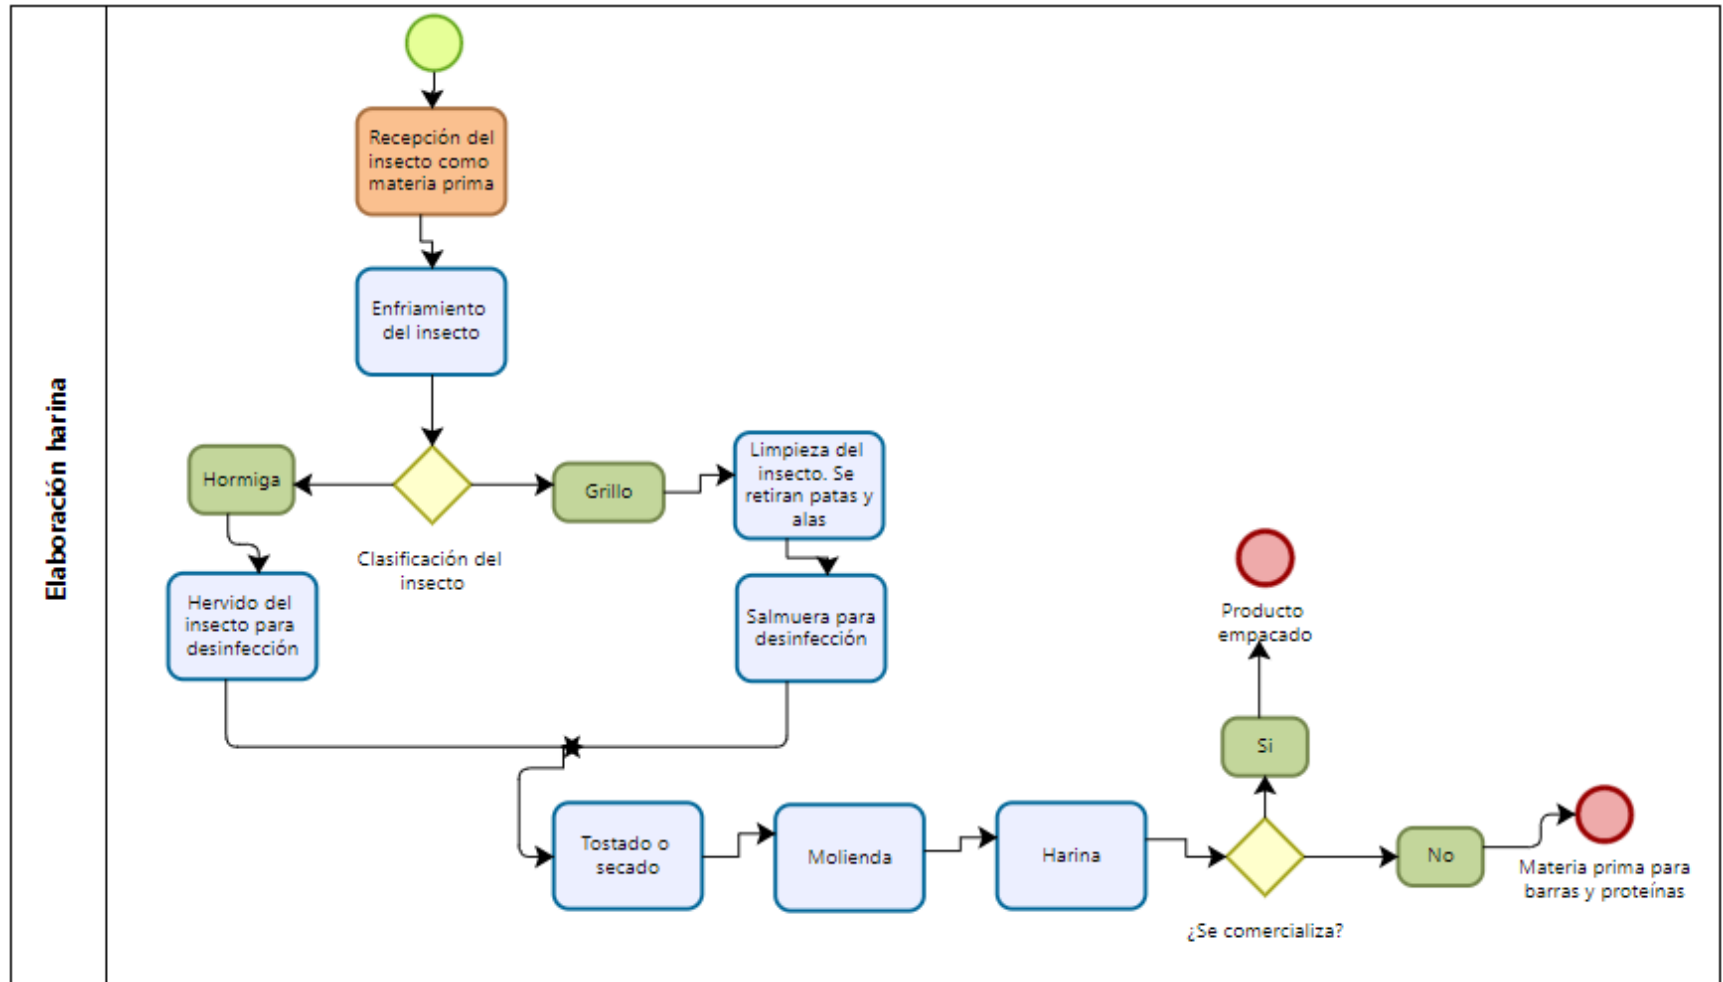 Elaboración harina
Recepción del
insecto como
materia prima
Enfriamiento
del insecto
Hormiga
Clasificación del
insecto
Grillo
Limpieza del
insecto. Se
retiran patas y
alas
Hervido del
insecto para
desinfección
Salmuera para
desinfección
Tostado o
secado
Molienda
Harina
¿Se comercializa?
Si
Producto
empacado
No
Materia prima para
barras y proteínas